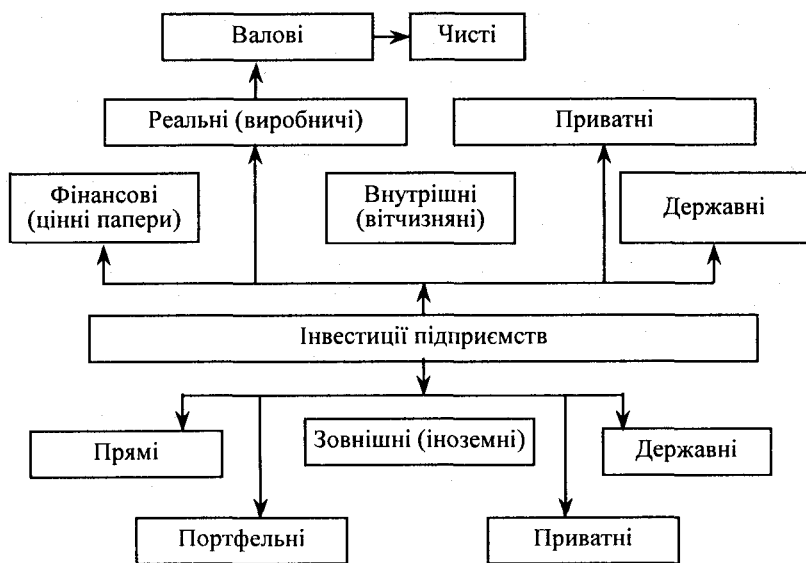 Валові
Чисті
Реальні (виробничі)
Приватні
Фінансові
(цінні папери)
Внутрішні
(вітчизняні)
Державні
Інвестиції підприємств
Прямі
Зовнішні (іноземні)
Державні
Портфельні
Приватні